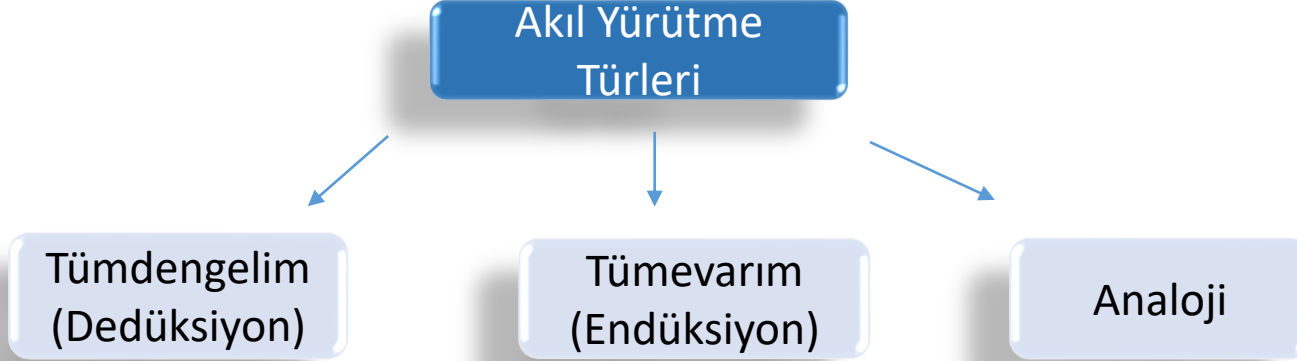 Akıl Yürütme
Türleri
Tümdengelim
(Dedüksiyon)
Tümevarım
(Endüksiyon)
Analoji